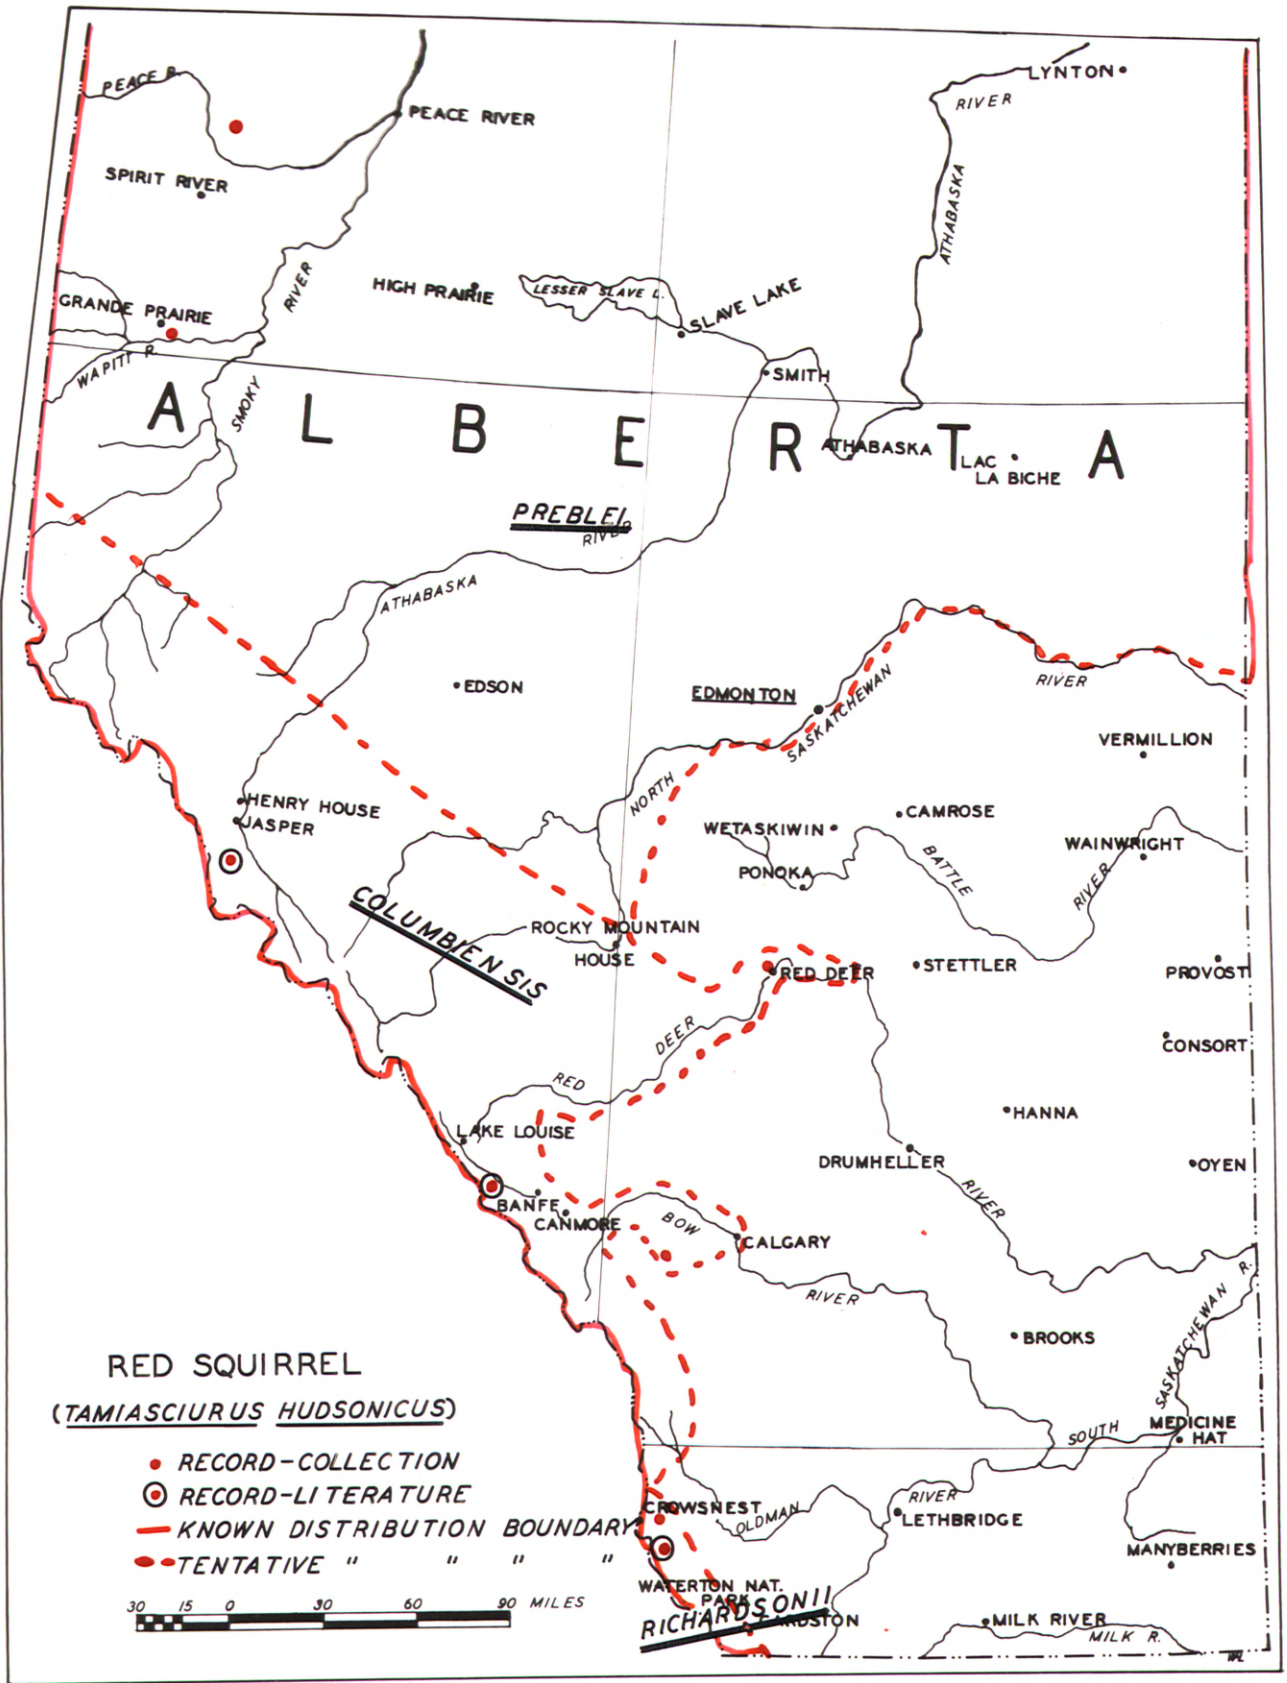 PEACE R.
PEACE RIVER
LYNTON
RIVER
SPIRIT RIVER
ATHABASKA
RIVER
HIGH PRAIRIE
LESSER SLAVE L.
SLAVE LAKE
GRANDE PRAIRIE
WAPITT R.
SMOKY
SMITH
ALBERTA
ATHABASKA
LAC
LA BICHE
PREBLEI
RIVER
ATHABASKA
EDSON
EDMONTON
SASKATCHEWAN
RIVER
VERMILLION
NORTH
HENRY HOUSE
JASPER
WETASKIWIN
CAMROSE
WAINWRIGHT
PONOKA
BATTLE
RIVER
COLUMBIENSIS
ROCKY MOUNTAIN
HOUSE
RED DEER
STETTLER
PROVOST
DEER
RED
CONSORT
HANNA
LAKE LOUISE
DRUMHELLER
OYEN
RIVER
BANFE
CANMORE
BOW
CALGARY
RIVER
SASKATCHEWAN R.
BROOKS
RED SQUIRREL
(TAMIASCIURUS HUDSONICUS)
RECORD-COLLECTION
RECORD-LITERATURE
KNOWN DISTRIBUTION BOUNDARY
TENTATIVE " " " "
30 15 0 30 60 90 MILES
SOUTH
MEDICINE
HAT
CROWSNEST
OLDMAN
RIVER
LETHBRIDGE
MANYBERRIES
WATERTON NAT.
PARK
RICHARDSONII
CARDSTON
MILK RIVER
MILK R.